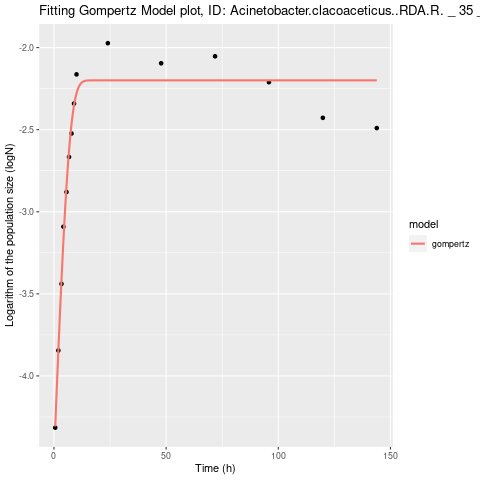 Fitting Gompertz Model plot, ID: Acinetobacter.clacoaceticus..RDA.R. _ 35 _
-2.0
-2.5
-3.0
-3.5
-4.0
Logarithm of the population size (logN)
0 50 100 150
Time (h)
model
gompertz